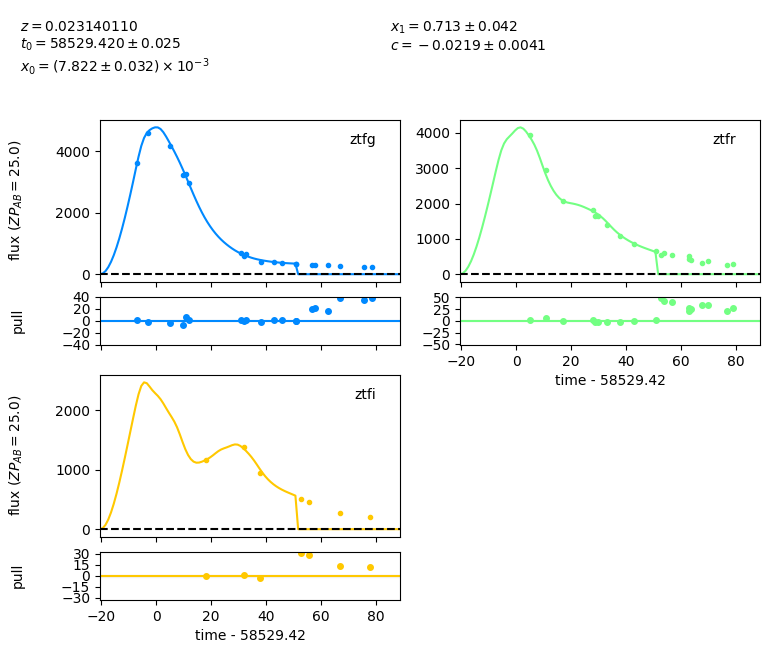 z = 0.023140110
t₀ = 58529.420 ± 0.025
x₀ = (7.822 ± 0.032) × 10⁻³
x₁ = 0.713 ± 0.042
c = −0.0219 ± 0.0041
ztfg
flux (ZP_AB = 25.0)
4000
2000
0
ztfr
4000
3000
2000
1000
0
pull
40
20
0
−20
−40
50
25
0
−25
−50
−20 0 20 40 60 80
time - 58529.42
ztfi
flux (ZP_AB = 25.0)
2000
1000
0
pull
30
15
0
−15
−30
−20 0 20 40 60 80
time - 58529.42